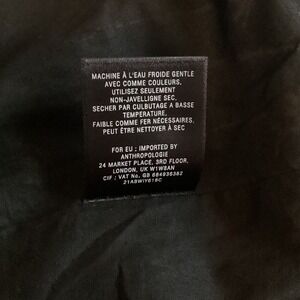 MACHINE À L'EAU FROIDE GENTLE
AVEC COMME COULEURS.
UTILISEZ SEULEMENT
NON-JAVELLIGNE SEC.
SECHER PAR CULBUTAGE A BASSE
TEMPERATURE.
FAIBLE COMME FER NÉCESSAIRES.
PEUT ÊTRE NETTOYER À SEC
FOR EU : IMPORTED BY
ANTHROPOLOGIE
24 MARKET PLACE, 3RD FLOOR,
LONDON, UK W1W8AN
CIF : VAT No. GB 684936382
21ABWIY618C